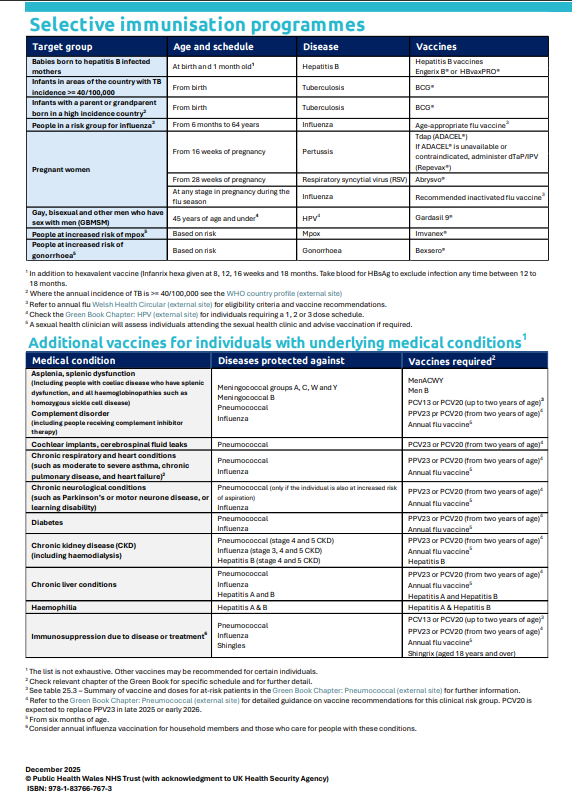 Selective immunisation programmes
Target group Age and schedule Disease Vaccines
Babies born to hepatitis B infected mothers At birth and 1 month old¹ Hepatitis B Hepatitis B vaccines Engerix B® or HBvaxPRO®
Infants in areas of the country with TB incidence >= 40/100,000 From birth Tuberculosis BCG®
Infants with a parent or grandparent born in a high incidence country² From birth Tuberculosis BCG®
People in a risk group for influenza³ From 6 months to 64 years Influenza Age-appropriate flu vaccine³
Pregnant women From 16 weeks of pregnancy Pertussis Tdap (ADACEL®) If ADACEL® is unavailable or contraindicated, administer dTaP/IPV (Repevax®)
From 28 weeks of pregnancy Respiratory syncytial virus (RSV) Abrysvo®
At any stage in pregnancy during the flu season Influenza Recommended inactivated flu vaccine³
Gay, bisexual and other men who have sex with men (GBMSM) 45 years of age and under⁴ HPV⁴ Gardasil 9®
People at increased risk of mpox⁵ Based on risk Mpox Imvanex®
People at increased risk of gonorrhoea⁵ Based on risk Gonorrhoea Bexsero®
¹ In addition to hexavalent vaccine (Infanrix hexa given at 8, 12, 16 weeks and 18 months. Take blood for HBsAg to exclude infection any time between 12 to
18 months.
² Where the annual incidence of TB is >= 40/100,000 see the WHO country profile (external site)
³ Refer to annual flu Welsh Health Circular (external site) for eligibility criteria and vaccine recommendations.
⁴ Check the Green Book Chapter: HPV (external site) for individuals requiring a 1, 2 or 3 dose schedule.
⁵ A sexual health clinician will assess individuals attending the sexual health clinic and advise vaccination if required.
Additional vaccines for individuals with underlying medical conditions¹
Medical condition Diseases protected against Vaccines required²
Asplenia, splenic dysfunction
(including people with coeliac disease who have splenic
dysfunction, and all haemoglobinopathies such as
homozygous sickle cell disease)
Complement disorder
(including people receiving complement inhibitor
therapy)
Meningococcal groups A, C, W and Y
Meningococcal B
Pneumococcal
Influenza
MenACWY
Men B
PCV13 or PCV20 (up to two years of age)³
PPV23 or PCV20 (from two years of age)⁴
Annual flu vaccine⁵
Cochlear implants, cerebrospinal fluid leaks Pneumococcal PPV23 or PCV20 (from two years of age)⁴
Chronic respiratory and heart conditions
(such as moderate to severe asthma, chronic
pulmonary disease, and heart failure)²
Pneumococcal
Influenza
PPV23 or PCV20 (from two years of age)⁴
Annual flu vaccine⁵
Chronic neurological conditions
(such as Parkinson's or motor neurone disease, or
learning disability)
Pneumococcal (only if the individual is also at increased risk
of aspiration)
Influenza
PPV23 or PCV20 (from two years of age)⁴
Annual flu vaccine⁵
Diabetes
Pneumococcal
Influenza
PPV23 or PCV20 (from two years of age)⁴
Annual flu vaccine⁵
Chronic kidney disease (CKD)
(including haemodialysis)
Pneumococcal (stage 4 and 5 CKD)
Influenza (stage 3, 4 and 5 CKD)
Hepatitis B (stage 4 and 5 CKD)
PPV23 or PCV20 (from two years of age)⁴
Annual flu vaccine⁵
Hepatitis B
Chronic liver conditions
Pneumococcal
Influenza
Hepatitis A and B
PPV23 or PCV20 (from two years of age)⁴
Annual flu vaccine⁵
Hepatitis A and Hepatitis B
Haemophilia Hepatitis A & B Hepatitis A & Hepatitis B
Immunosuppression due to disease or treatment⁶
Pneumococcal
Influenza
Shingles
PCV13 or PCV20 (up to two years of age)³
PPV23 or PCV20 (from two years of age)⁴
Annual flu vaccine⁵
Shingrix (aged 18 years and over)
¹ The list is not exhaustive. Other vaccines may be recommended for certain individuals.
² Check relevant chapter of the Green Book for specific schedule and for further detail.
³ See table 25.3 – Summary of vaccine and doses for at-risk patients in the Green Book Chapter: Pneumococcal (external site) for further information.
⁴ Refer to the Green Book Chapter: Pneumococcal (external site) for detailed guidance on vaccine recommendations for this clinical risk group. PCV20 is
expected to replace PPV23 in late 2025 or early 2026.
⁵ From six months of age.
⁶ Consider annual influenza vaccination for household members and those who care for people with these conditions.
December 2025
© Public Health Wales NHS Trust (with acknowledgment to UK Health Security Agency)
ISBN: 978-1-83766-767-3